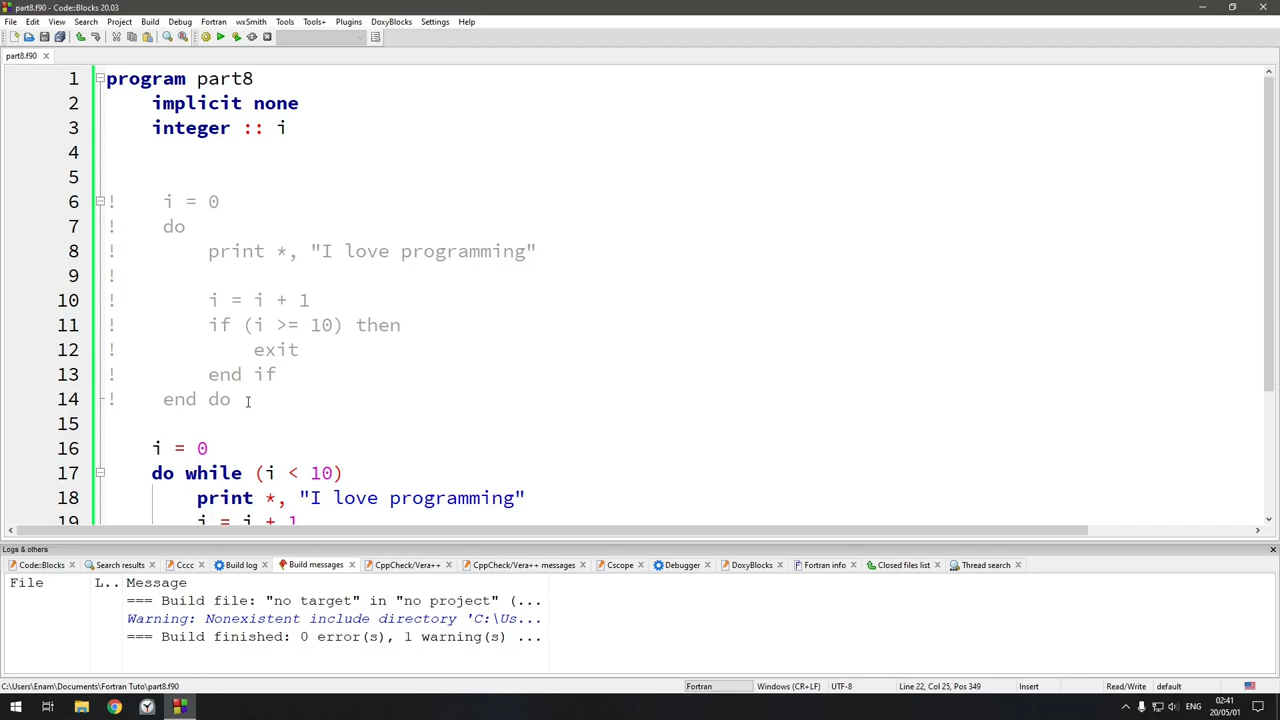 part8.f90 - Code::Blocks 20.03
File Edit View Search Project Build Debug Fortran wxSmith Tools Tools+ Plugins DoxyBlocks Settings Help
part8.f90
1 program part8
2 implicit none
3 integer :: i
4
5
6 ! i = 0
7 ! do
8 ! print *, "I love programming"
9 !
10 ! i = i + 1
11 ! if (i >= 10) then
12 ! exit
13 ! end if
14 ! end do
15
16 i = 0
17 do while (i < 10)
18 print *, "I love programming"
19 i = i + 1
Logs & others
Code::Blocks Search results Cccc Build log Build messages CppCheck/Vera++ CppCheck/Vera++ messages Cscope Debugger DoxyBlocks Fortran info Closed files list Thread search
File L.. Message
=== Build file: "no target" in "no project" (...
Warning: Nonexistent include directory 'C:\Us...
=== Build finished: 0 error(s), 1 warning(s) ...
C:\Users\Enam\Documents\Fortran Tuto\part8.f90 Fortran Windows (CR+LF) UTF-8 Line 22, Col 25, Pos 349 Insert Read/Write default
ENG 02:41
20/05/01